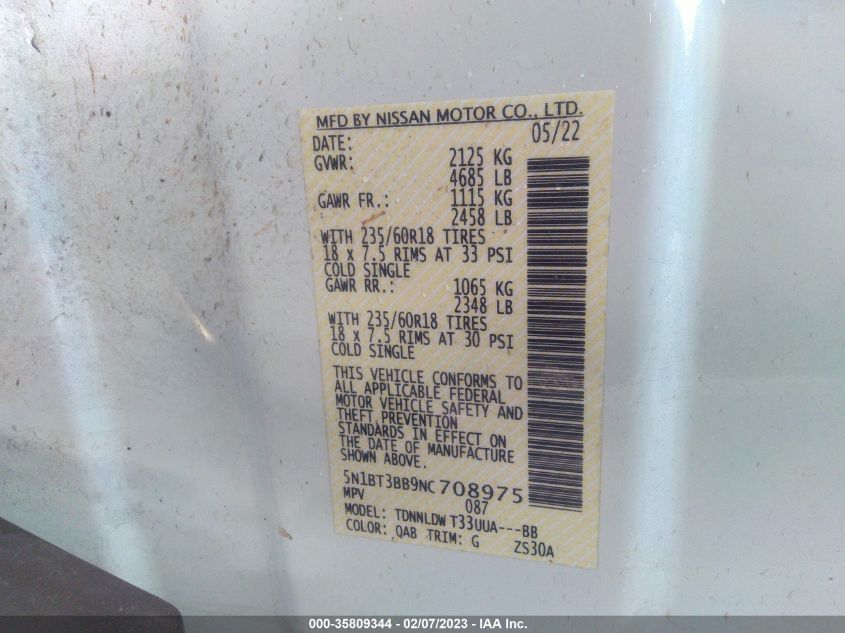 MFD BY NISSAN MOTOR CO., LTD.
DATE: 05/22
GVWR: 2125 KG
4685 LB
GAWR FR.: 1115 KG
2458 LB
WITH 235/60R18 TIRES
18 x 7.5 RIMS AT 33 PSI
COLD SINGLE
GAWR RR.: 1065 KG
2348 LB
WITH 235/60R18 TIRES
18 x 7.5 RIMS AT 30 PSI
COLD SINGLE
THIS VEHICLE CONFORMS TO
ALL APPLICABLE FEDERAL
MOTOR VEHICLE SAFETY AND
THEFT PREVENTION
STANDARDS IN EFFECT ON
THE DATE OF MANUFACTURE
SHOWN ABOVE.
5N1BT3BB9NC708975
MPV 087
MODEL: TDNNLDW T33UUA---BB
COLOR: QAB TRIM: G ZS30A
000-35809344 — 02/07/2023 — IAA Inc.